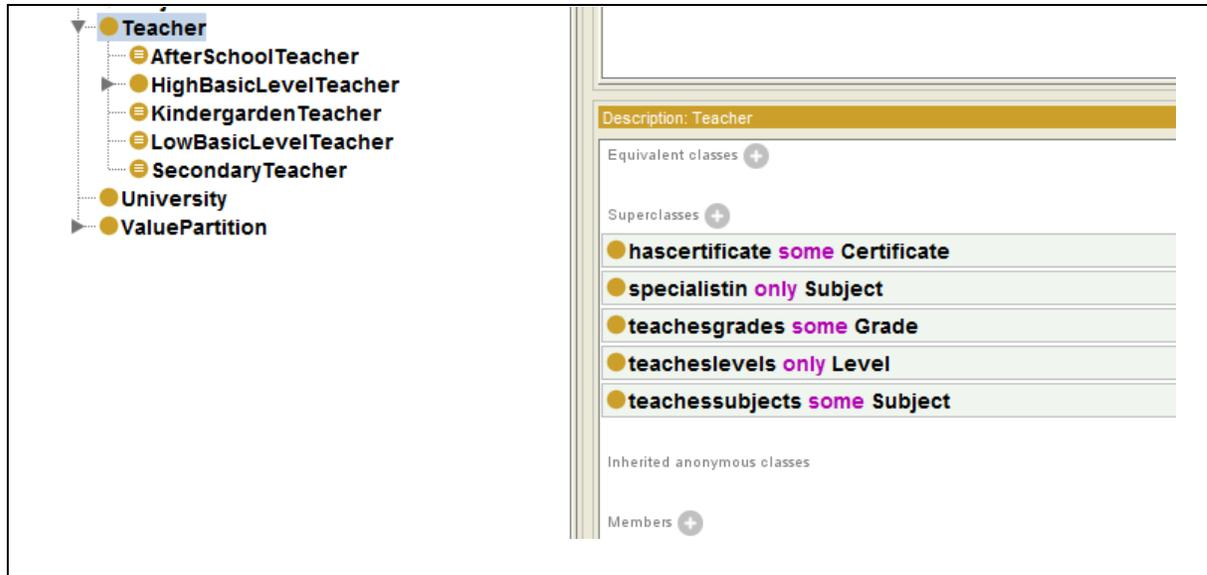 Teacher
AfterSchoolTeacher
HighBasicLevelTeacher
KindergardenTeacher
LowBasicLevelTeacher
SecondaryTeacher
University
ValuePartition
Description: Teacher
Equivalent classes
Superclasses
hascertificate some Certificate
specialistin only Subject
teachesgrades some Grade
teacheslevels only Level
teachessubjects some Subject
Inherited anonymous classes
Members